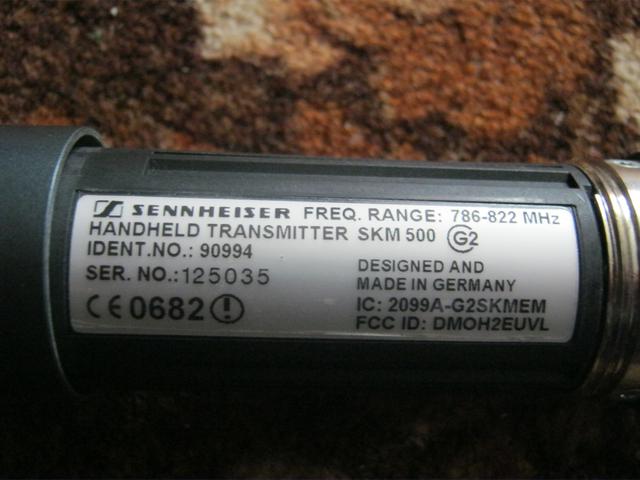 SENNHEISER FREQ. RANGE: 786-822 MHz
HANDHELD TRANSMITTER SKM 500 G2
IDENT.NO.: 90994
SER. NO.:125035
DESIGNED AND
MADE IN GERMANY
CE0682
IC: 2099A-G2SKMEM
FCC ID: DMOH2EUVL